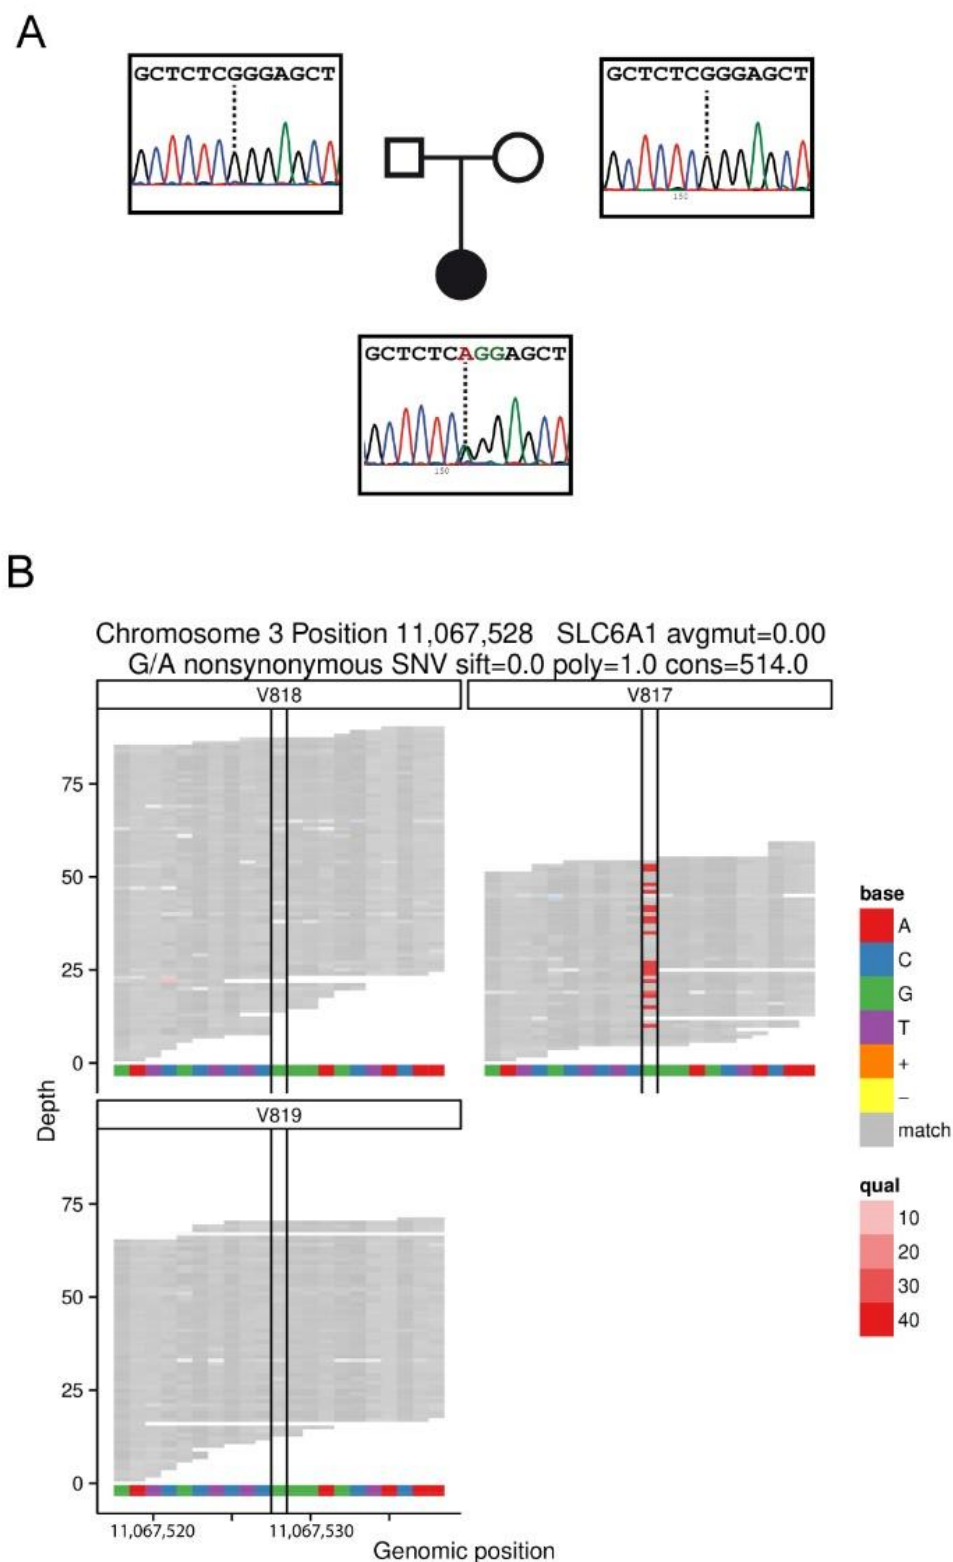 A
GCTCTCGGGAGCT
GCTCTCGGGAGCT
150
GCTCTCAGGAGCT
150
B
Chromosome 3 Position 11,067,528 SLC6A1 avgmut=0.00
G/A nonsynonymous SNV sift=0.0 poly=1.0 cons=514.0
V818
V817
75
50
25
0
V819
75
50
25
0
Depth
11,067,520
11,067,530
Genomic position
base
A
C
G
T
+
–
match
qual
10
20
30
40